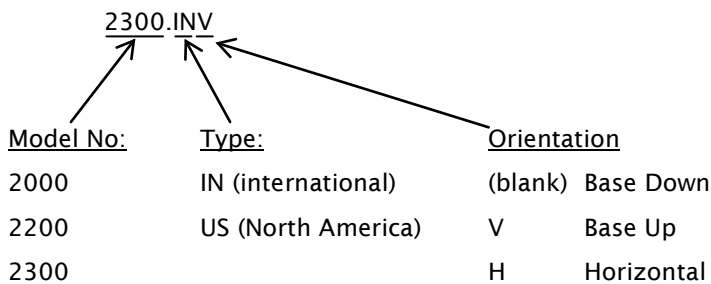 2300.INV
Model No: Type: Orientation
2000 IN (international) (blank) Base Down
2200 US (North America) V Base Up
2300 H Horizontal